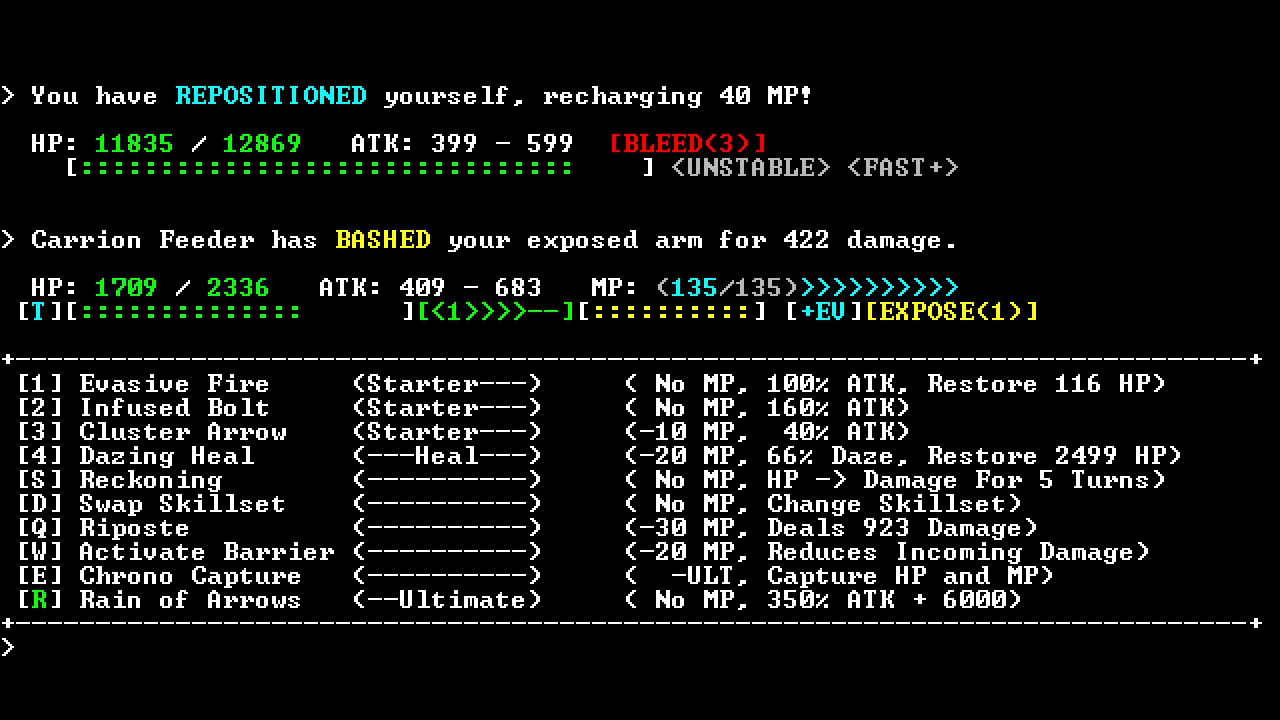 > You have REPOSITIONED yourself, recharging 40 MP!
HP: 11835 / 12869   ATK: 399 - 599  [BLEED(3)]
[:::::::::::::::::::::::::::::::     ] <UNSTABLE> <FAST+>
> Carrion Feeder has BASHED your exposed arm for 422 damage.
HP: 1709 / 2336   ATK: 409 - 683   MP: (135/135)>>>>>>>>>>
[T][::::::::::::::      ][(<1)>>>>--][::::::::::] [+EV][EXPOSE(1)]
+------------------------------------------------------------------------------+
[1] Evasive Fire     (Starter---)     ( No MP, 100% ATK, Restore 116 HP)
[2] Infused Bolt     (Starter---)     ( No MP, 160% ATK)
[3] Cluster Arrow    (Starter---)     (-10 MP,  40% ATK)
[4] Dazing Heal      (---Heal---)     (-20 MP, 66% Daze, Restore 2499 HP)
[S] Reckoning        (----------)     ( No MP, HP -> Damage For 5 Turns)
[D] Swap Skillset    (----------)     ( No MP, Change Skillset)
[Q] Riposte          (----------)     (-30 MP, Deals 923 Damage)
[W] Activate Barrier (----------)     (-20 MP, Reduces Incoming Damage)
[E] Chrono Capture   (----------)     (  -ULT, Capture HP and MP)
[R] Rain of Arrows   (--Ultimate)     ( No MP, 350% ATK + 6000)
+------------------------------------------------------------------------------+
>